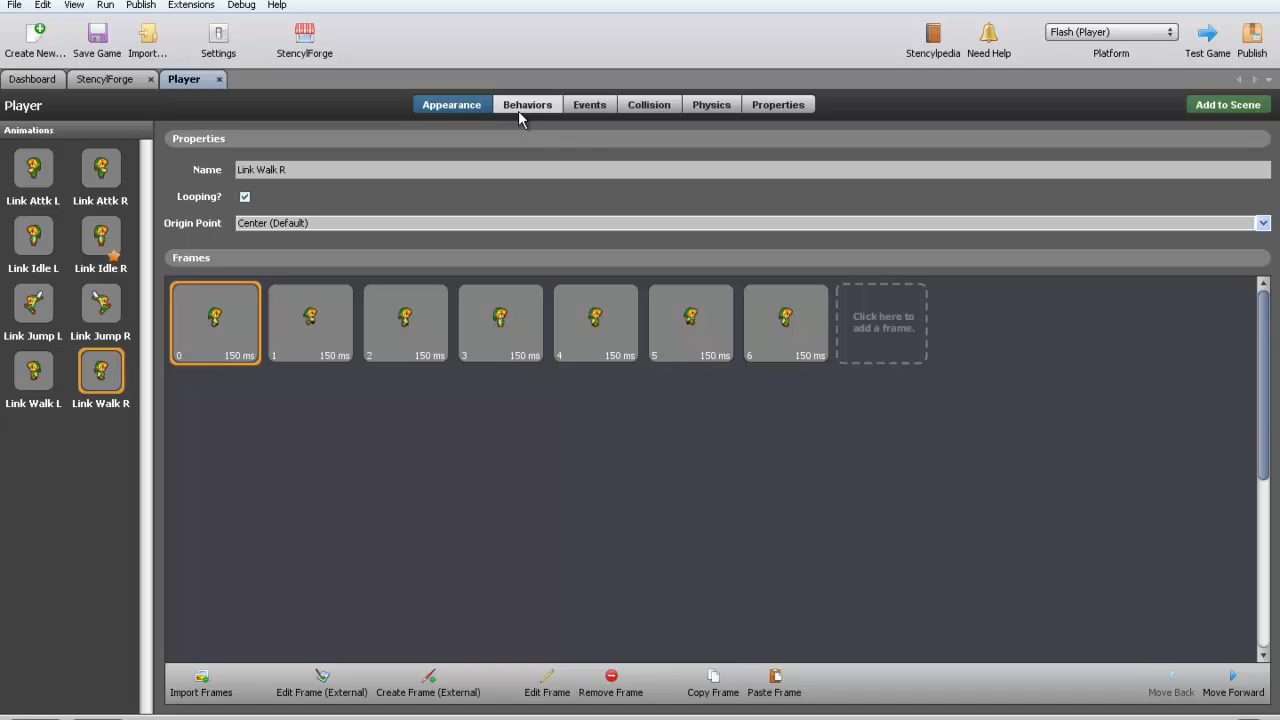 File Edit View Run Publish Extensions Debug Help
Create New... Save Game Import... Settings StencylForge Stencylpedia Need Help Flash (Player) Platform Test Game Publish
Dashboard StencylForge × Player ×
Player Appearance Behaviors Events Collision Physics Properties Add to Scene
Animations
Link Attk L Link Attk R
Link Idle L Link Idle R
Link Jump L Link Jump R
Link Walk L Link Walk R
Properties
Name Link Walk R
Looping?
Origin Point Center (Default)
Frames
0 150 ms 1 150 ms 2 150 ms 3 150 ms 4 150 ms 5 150 ms 6 150 ms
Click here to
add a frame.
Import Frames Edit Frame (External) Create Frame (External) Edit Frame Remove Frame Copy Frame Paste Frame Move Back Move Forward